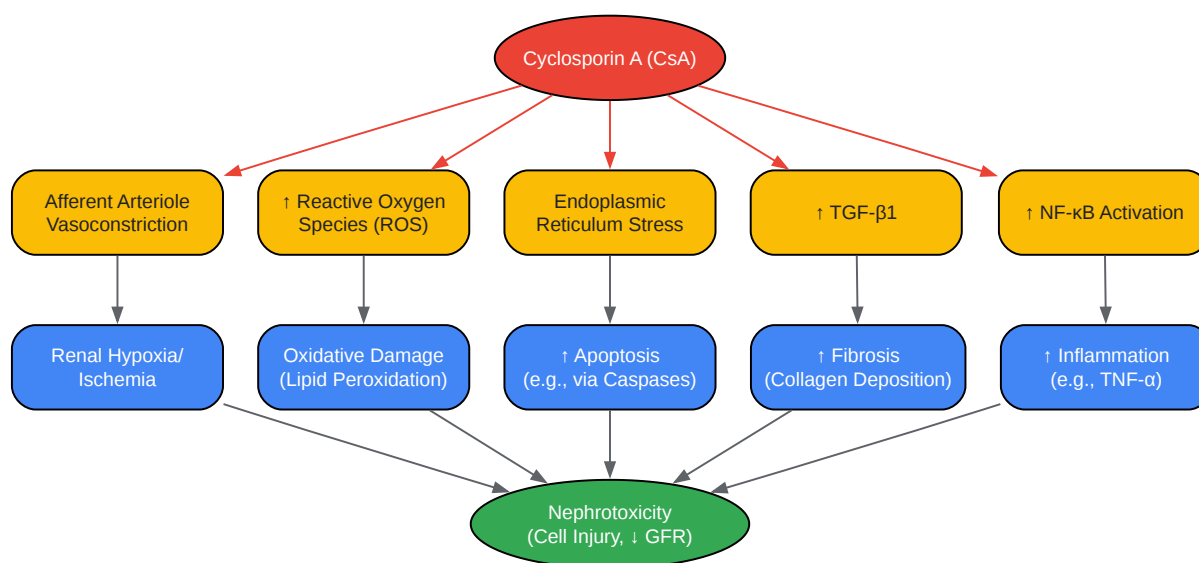 Cyclosporin A (CsA)
Afferent Arteriole
Vasoconstriction
↑ Reactive Oxygen
Species (ROS)
Endoplasmic
Reticulum Stress
↑ TGF-β1
↑ NF-κB Activation
Renal Hypoxia/
Ischemia
Oxidative Damage
(Lipid Peroxidation)
↑ Apoptosis
(e.g., via Caspases)
↑ Fibrosis
(Collagen Deposition)
↑ Inflammation
(e.g., TNF-α)
Nephrotoxicity
(Cell Injury, ↓ GFR)